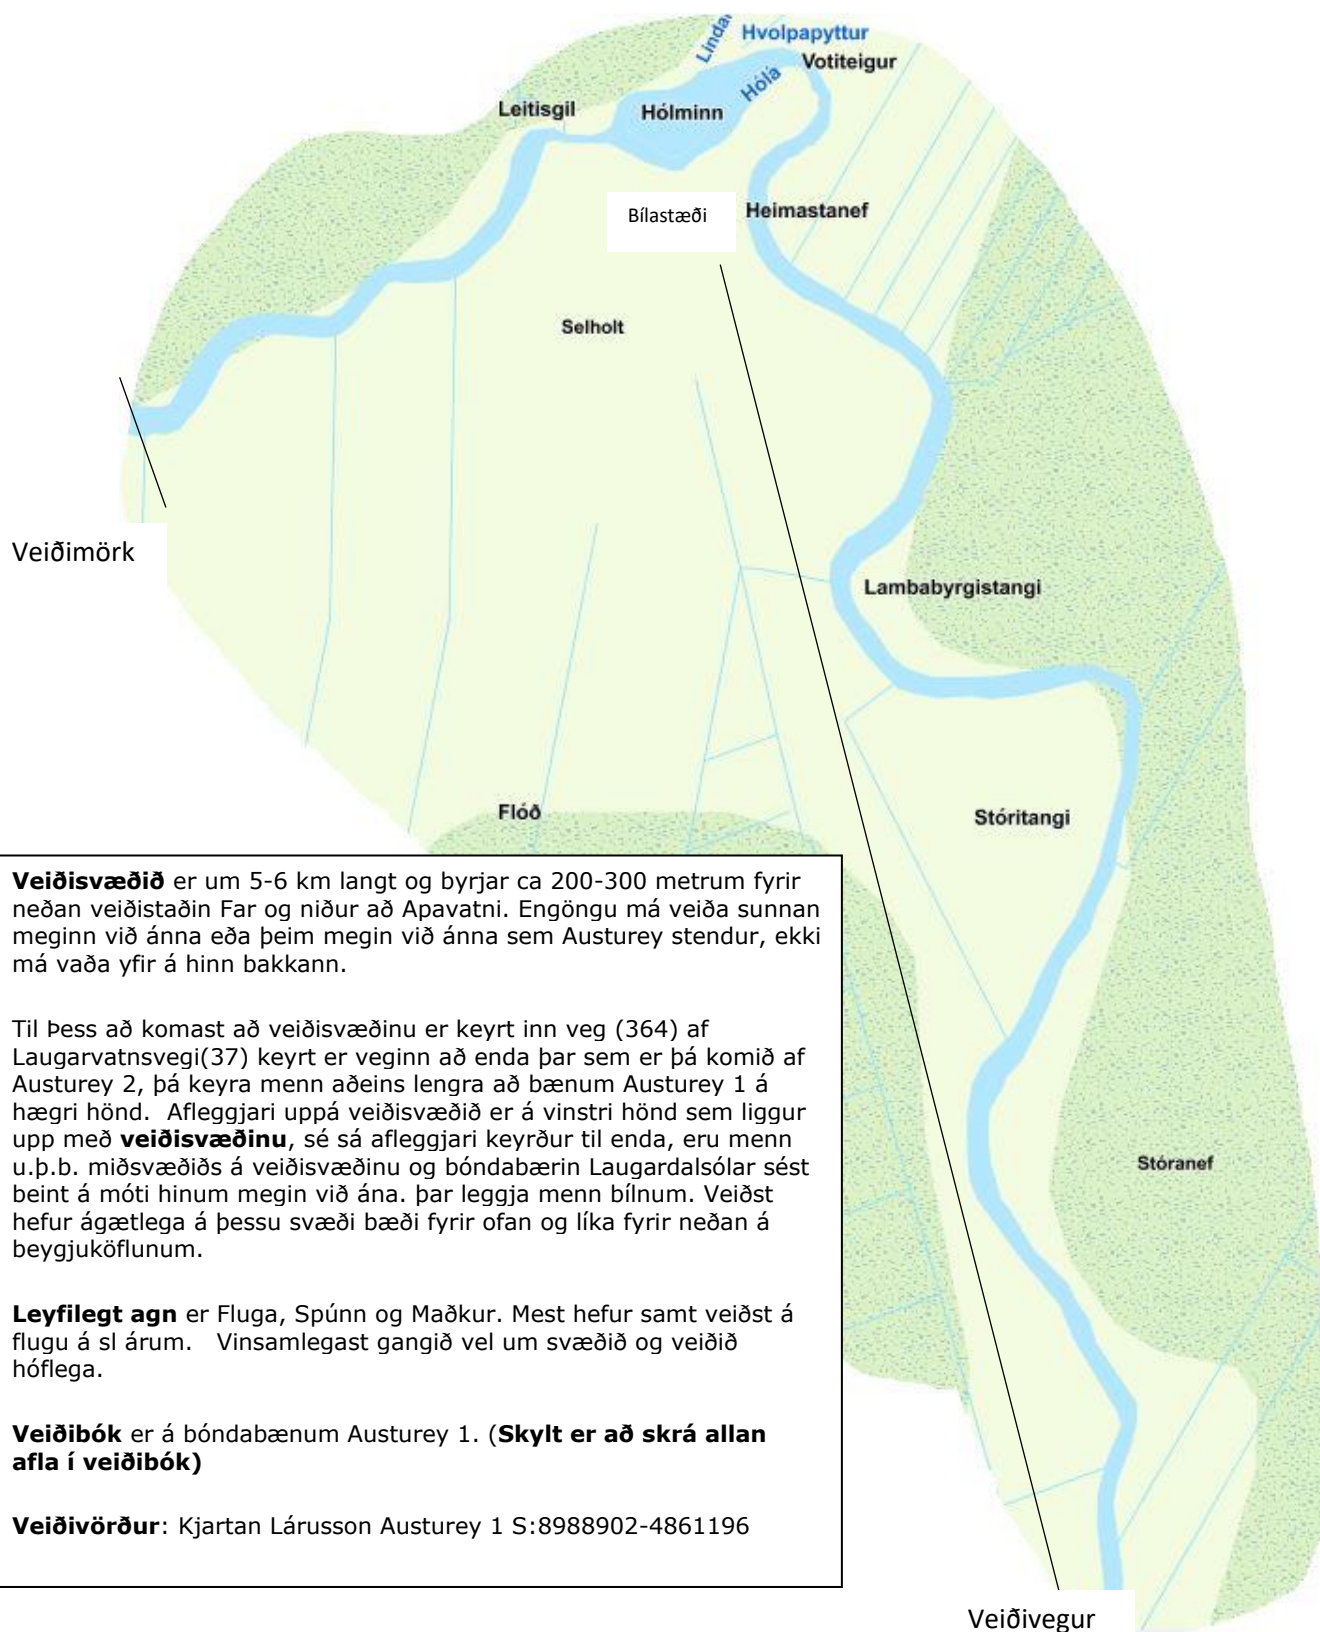 Lindar
Hvolpapyttur
Votiteigur
Hólá
Leitisgil
Hólminn
Bílastæði
Heimastanef
Selholt
Veiðimörk
Lambabyrgistangi
Flóð
Stóritangi
Veiðisvæðið er um 5-6 km langt og byrjar ca 200-300 metrum fyrir
neðan veiðistaðin Far og niður að Apavatni. Engöngu má veiða sunnan
meginn við ánna eða þeim megin við ánna sem Austurey stendur, ekki
má vaða yfir á hinn bakkann.
Til Þess að komast að veiðisvæðinu er keyrt inn veg (364) af
Laugarvatnsvegi(37) keyrt er veginn að enda þar sem er þá komið af
Austurey 2, þá keyra menn aðeins lengra að bænum Austurey 1 á
hægri hönd. Afleggjari uppá veiðisvæðið er á vinstri hönd sem liggur
upp með veiðisvæðinu, sé sá afleggjari keyrður til enda, eru menn
u.þ.b. miðsvæðiðs á veiðisvæðinu og bóndabærin Laugardalsólar sést
beint á móti hinum megin við ána. þar leggja menn bílnum. Veiðst
hefur ágætlega á þessu svæði bæði fyrir ofan og líka fyrir neðan á
beygjuköflunum.
Leyfilegt agn er Fluga, Spúnn og Maðkur. Mest hefur samt veiðst á
flugu á sl árum. Vinsamlegast gangið vel um svæðið og veiðið
hóflega.
Veiðibók er á bóndabænum Austurey 1. (Skylt er að skrá allan
afla í veiðibók)
Veiðivörður: Kjartan Lárusson Austurey 1 S:8988902-4861196
Stóranef
Veiðivegur